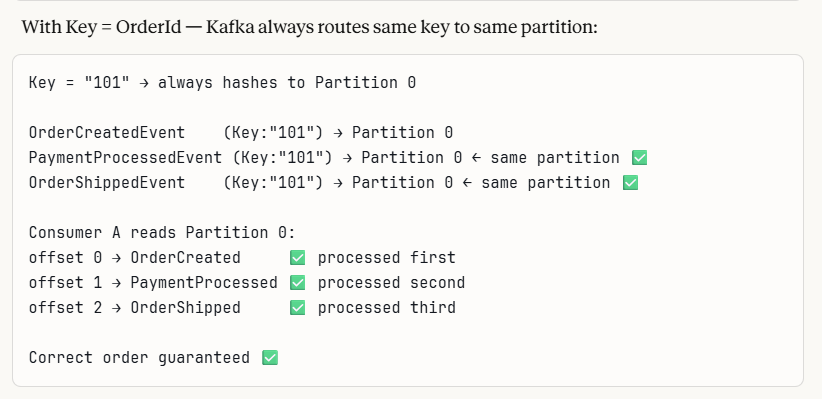 With Key = OrderId — Kafka always routes same key to same partition:
Key = "101" → always hashes to Partition 0
OrderCreatedEvent    (Key:"101") → Partition 0
PaymentProcessedEvent (Key:"101") → Partition 0 ← same partition ✅
OrderShippedEvent    (Key:"101") → Partition 0 ← same partition ✅
Consumer A reads Partition 0:
offset 0 → OrderCreated     ✅ processed first
offset 1 → PaymentProcessed ✅ processed second
offset 2 → OrderShipped     ✅ processed third
Correct order guaranteed ✅